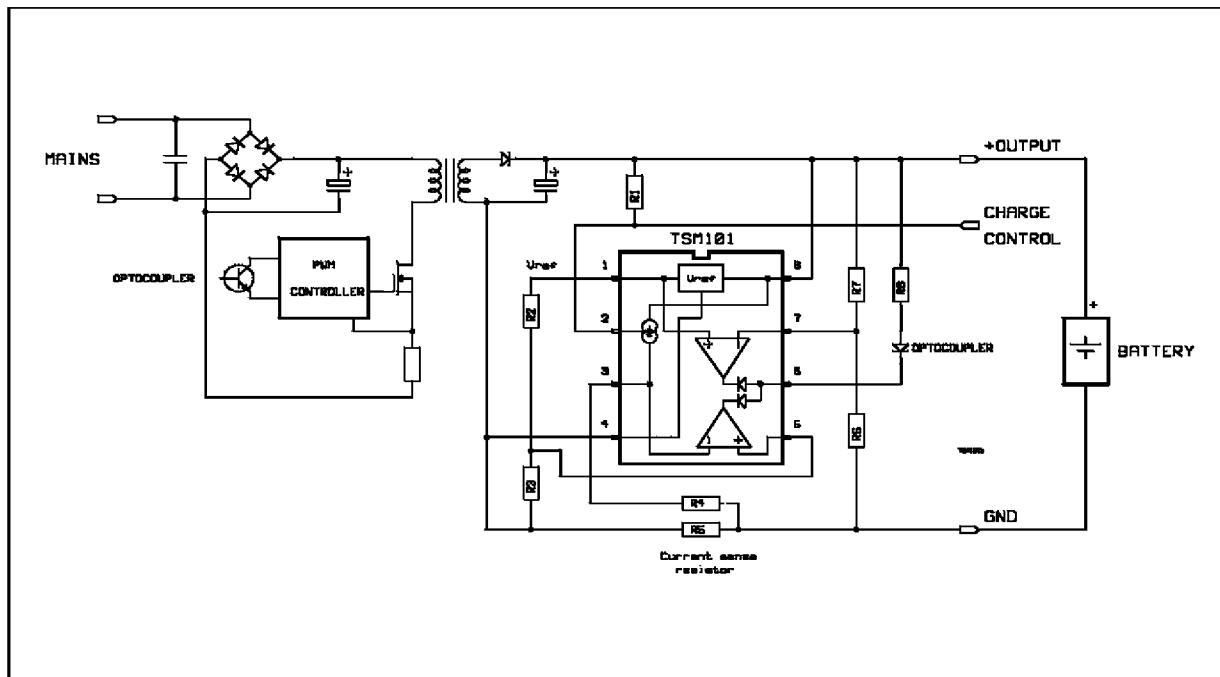 MAINS
+OUTPUT
R1
CHARGE
CONTROL
TSM101
Vref
1
Vref
8
OPTOCOUPLER
PWM
CONTROLLER
R2
R7
R8
+
2
7
OPTOCOUPLER
BATTERY
3
6
4
5
R6
R3
R4
R5
GND
Current sense
resistor